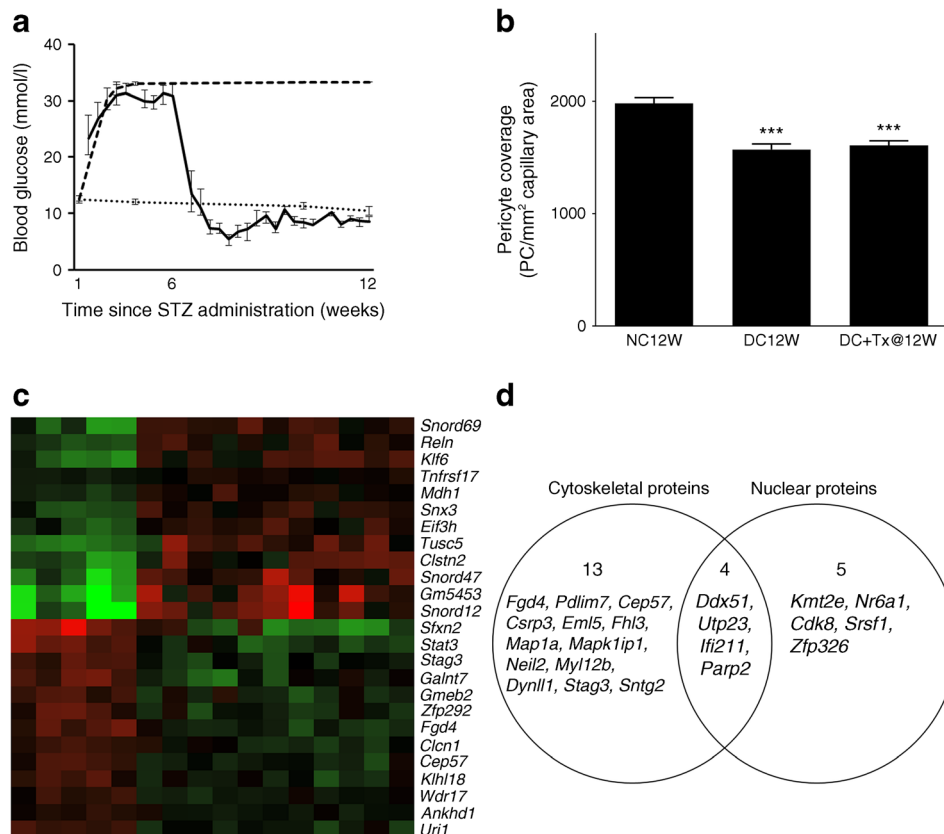 a
Blood glucose (mmol/l)
40
30
20
10
0
1
6
12
Time since STZ administration (weeks)
b
Pericyte coverage
(PC/mm² capillary area)
2000
1000
0
***
***
NC12W
DC12W
DC+Tx@12W
c
Snord69
Reln
Klf6
Tnfrsf17
Mdh1
Snx3
Eif3h
Tusc5
Clstn2
Snord47
Gm5453
Snord12
Sfxn2
Stat3
Stag3
Galnt7
Gmeb2
Zfp292
Fgd4
Clcn1
Cep57
Klhl18
Wdr17
Ankhd1
Uri1
d
Cytoskeletal proteins
Nuclear proteins
13
Fgd4, Pdlim7, Cep57,
Csrp3, Eml5, Fhl3,
Map1a, Mapk1ip1,
Neil2, Myl12b,
Dynll1, Stag3, Sntg2
4
Ddx51,
Utp23,
Ifi211,
Parp2
5
Kmt2e, Nr6a1,
Cdk8, Srsf1,
Zfp326